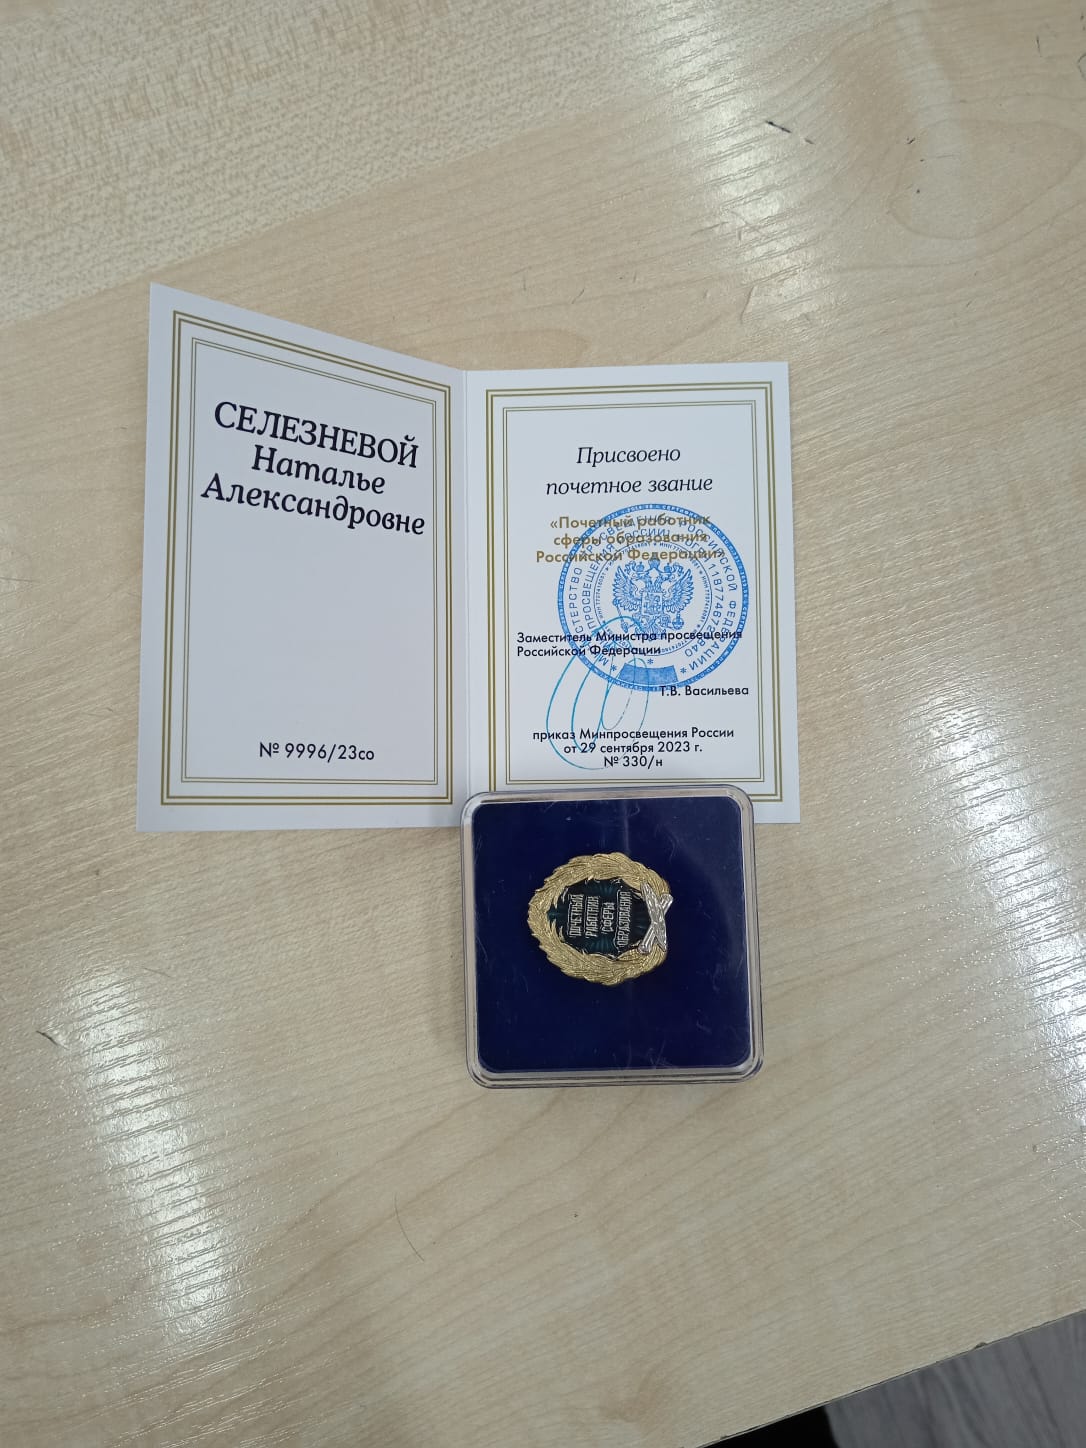 СЕЛЕЗНЕВОЙ
Наталье
Александровне
№ 9996/23со
Присвоено
почетное звание
«Почетный работник
сферы образования
Российской Федерации»
Заместитель Министра просвещения
Российской Федерации
Т.В. Васильева
приказ Минпросвещения России
от 29 сентября 2023 г.
№ 330/н
ПОЧЕТНЫЙ
РАБОТНИК
СФЕРЫ
ОБРАЗОВАНИЯ